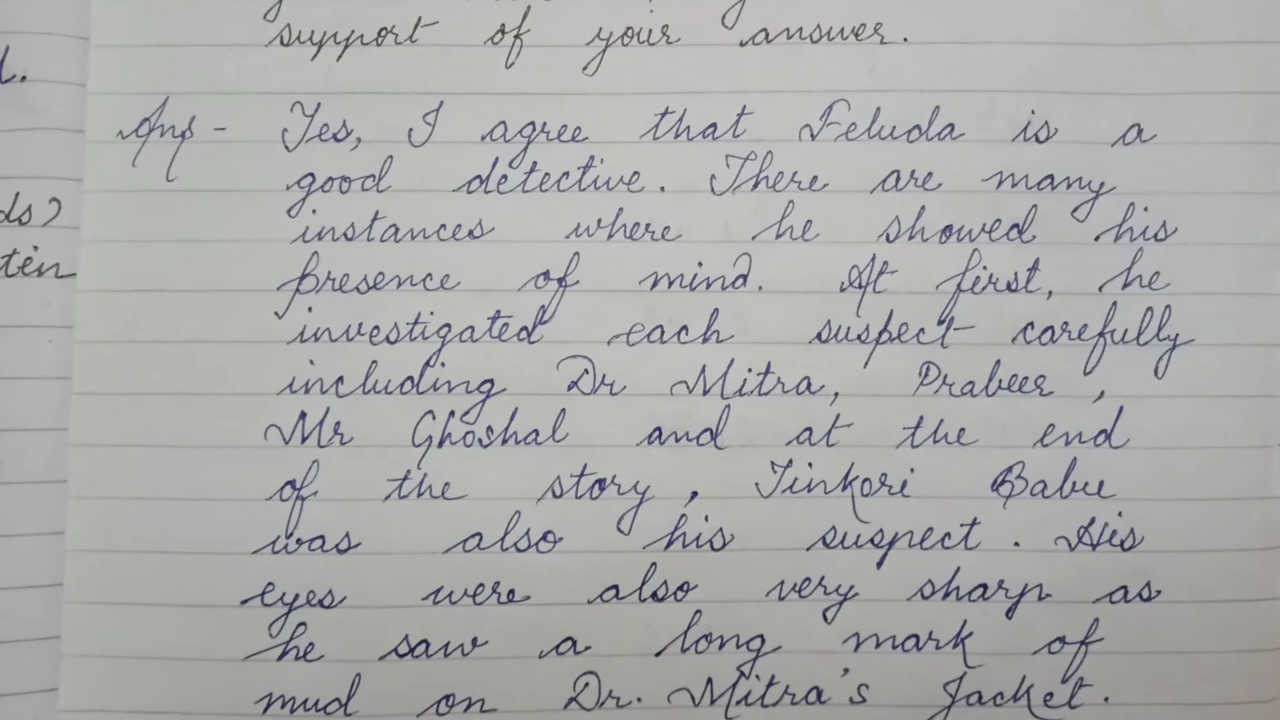 support of your answer.
l.
Ans - Yes, I agree that Feluda is a
good detective. There are many
ds)
instances where he showed his
ten
presence of mind. At first, he
investigated each suspect carefully
including Dr Mitra, Prabeer,
Mr Ghoshal and at the end
of the story, Tinkori Babu
was also his suspect. His
eyes were also very sharp as
he saw a long mark of
mud on Dr. Mitra's Jacket.